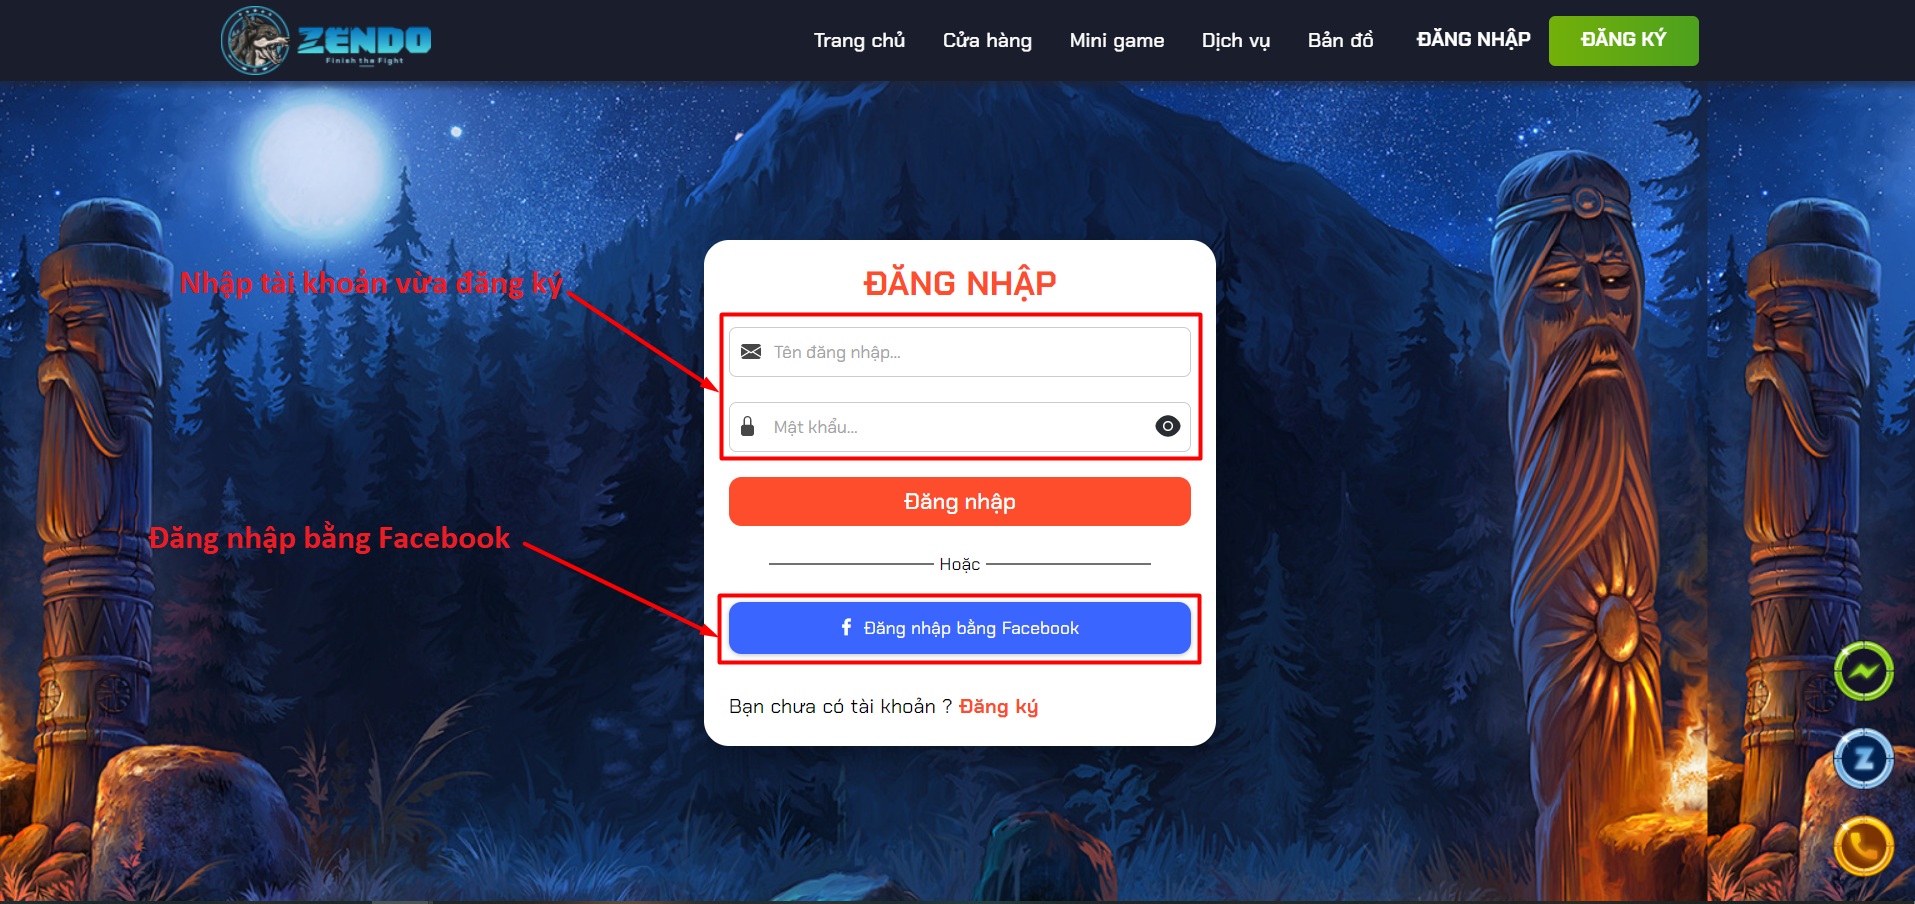 ZENDO
Finish the Fight
Trang chủ
Cửa hàng
Mini game
Dịch vụ
Bản đồ
ĐĂNG NHẬP
ĐĂNG KÝ
ĐĂNG NHẬP
Nhập tài khoản vừa đăng ký
Tên đăng nhập...
Mật khẩu...
Đăng nhập
Đăng nhập bằng Facebook
Hoặc
f Đăng nhập bằng Facebook
Bạn chưa có tài khoản ? Đăng ký
Z